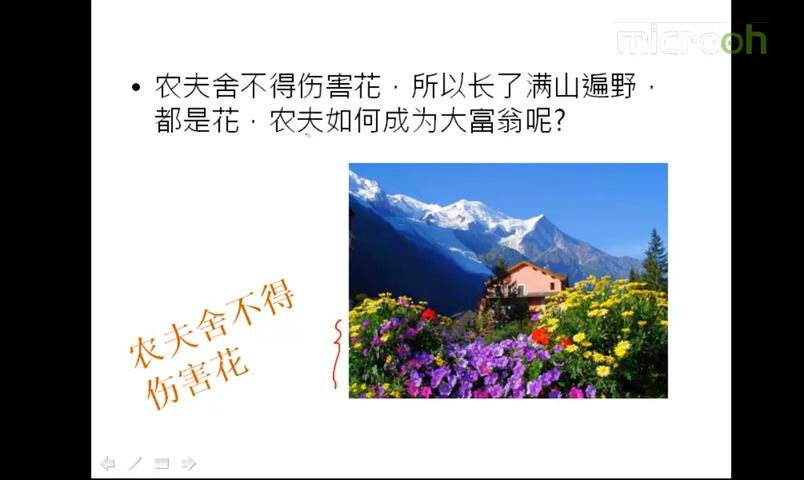 microoh
• 农夫舍不得伤害花，所以长了满山遍野，
都是花，农夫如何成为大富翁呢?
农夫舍不得
伤害花